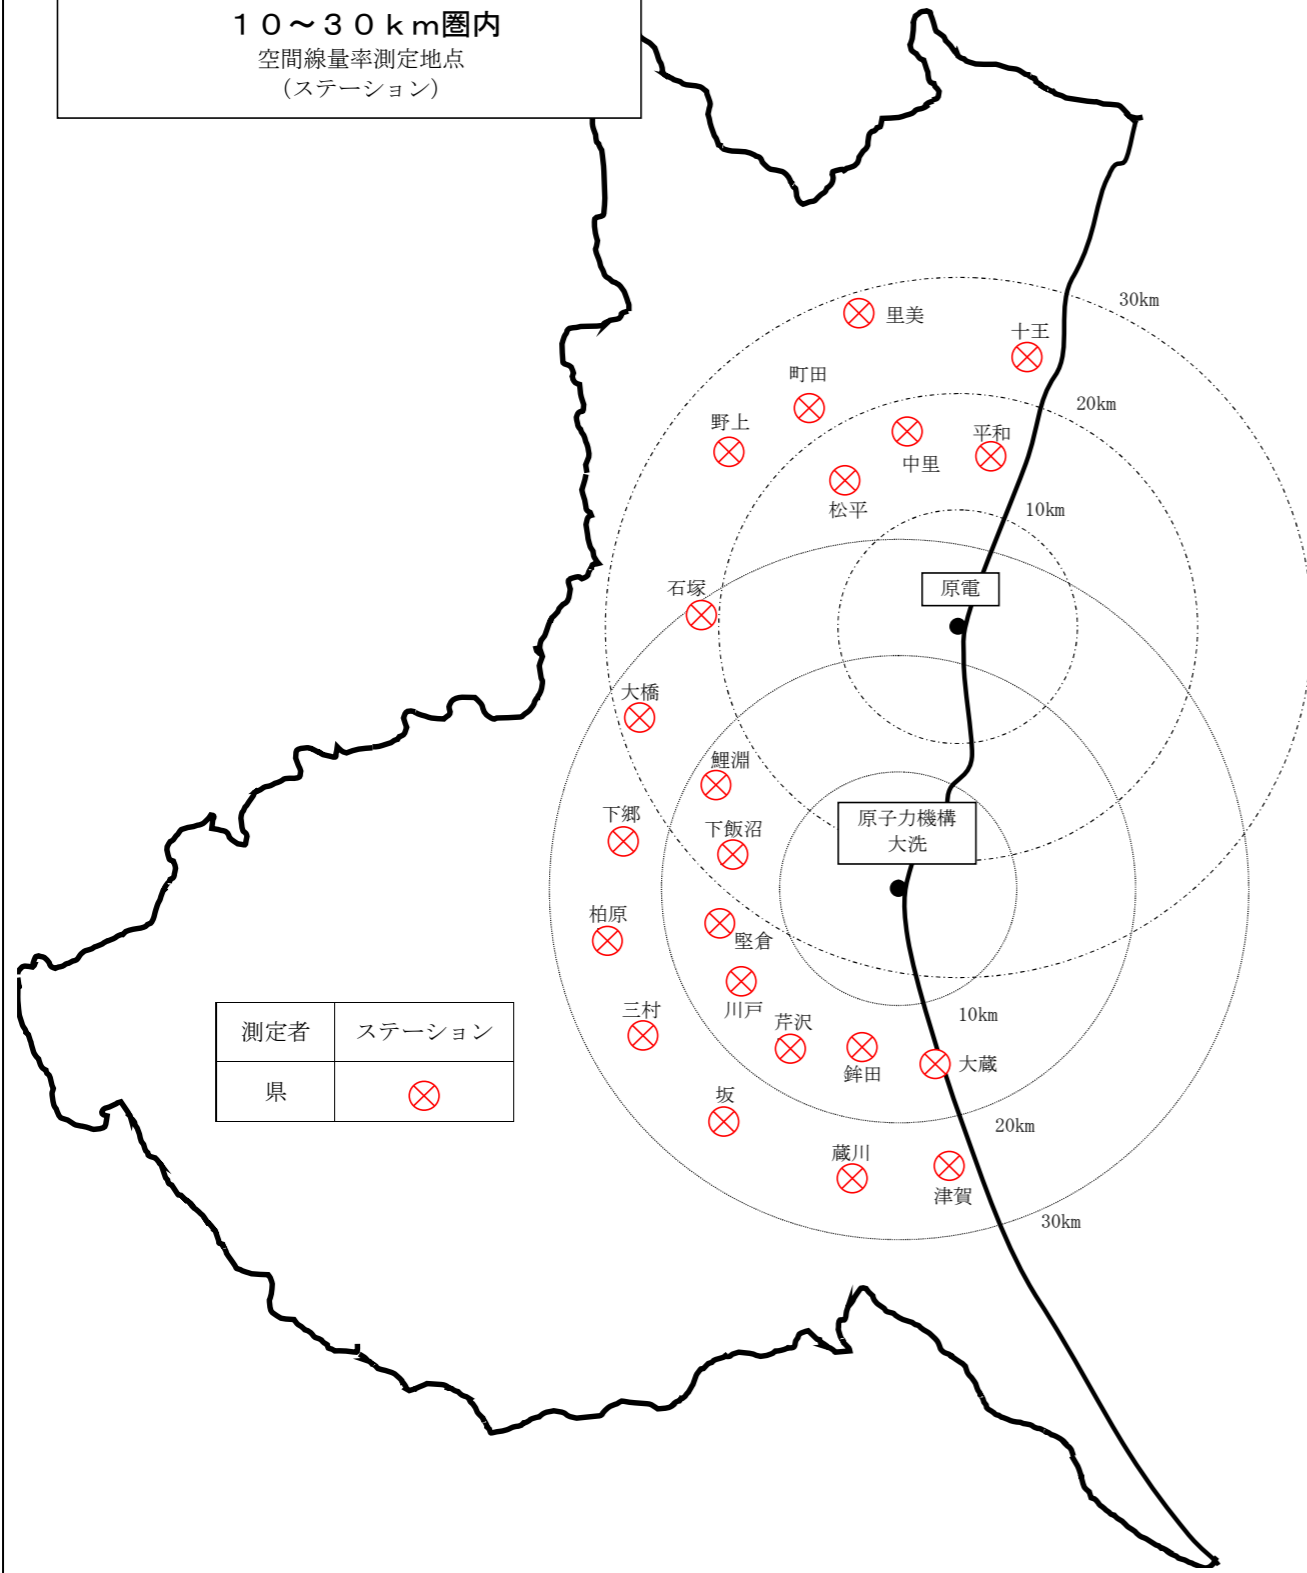 10～30km圏内
空間線量率測定地点
（ステーション）
30km
里美
十王
町田
20km
野上
平和
中里
松平
10km
石塚
原電
大橋
鯉淵
下郷
下飯沼
原子力機構
大洗
柏原
堅倉
三村
川戸
芹沢
10km
鉾田
大蔵
坂
20km
蔵川
津賀
30km
測定者 ステーション
県